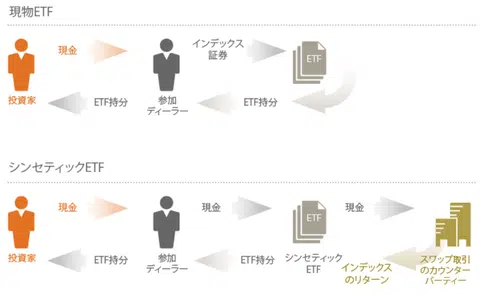 現物ETF
現金
インデックス
証券
ETF
投資家
ETF持分
参加
ディーラー
ETF持分
シンセティックETF
現金
現金
ETF
現金
投資家
ETF持分
参加
ディーラー
ETF持分
シンセティック
ETF
インデックス
のリターン
スワップ取引
のカウンター
パーティー